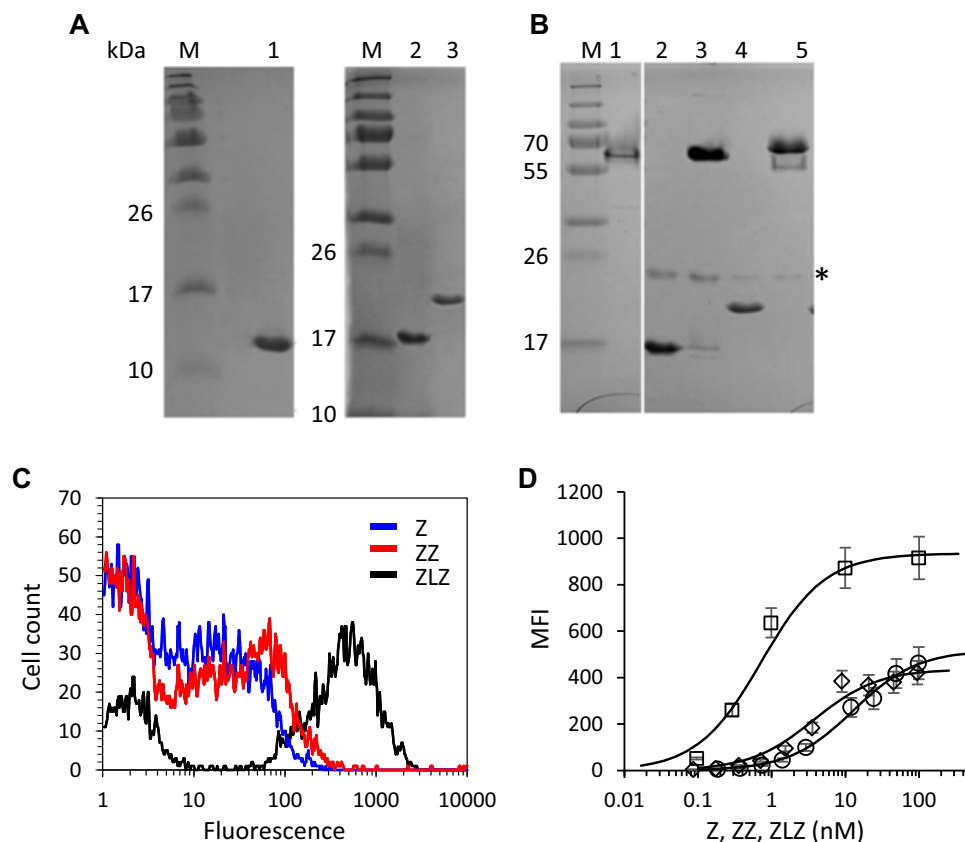 A
kDa M 1 M 2 3
26
17
10
26
17
10
B
M 1 2 3 4 5
70
55
26
17
*
C
70
60
50
40
30
20
10
0
Cell count
Z
ZZ
ZLZ
1 10 100 1000 10000
Fluorescence
D
1200
1000
800
600
400
200
0
MFI
0.01 0.1 1 10 100
Z, ZZ, ZLZ (nM)